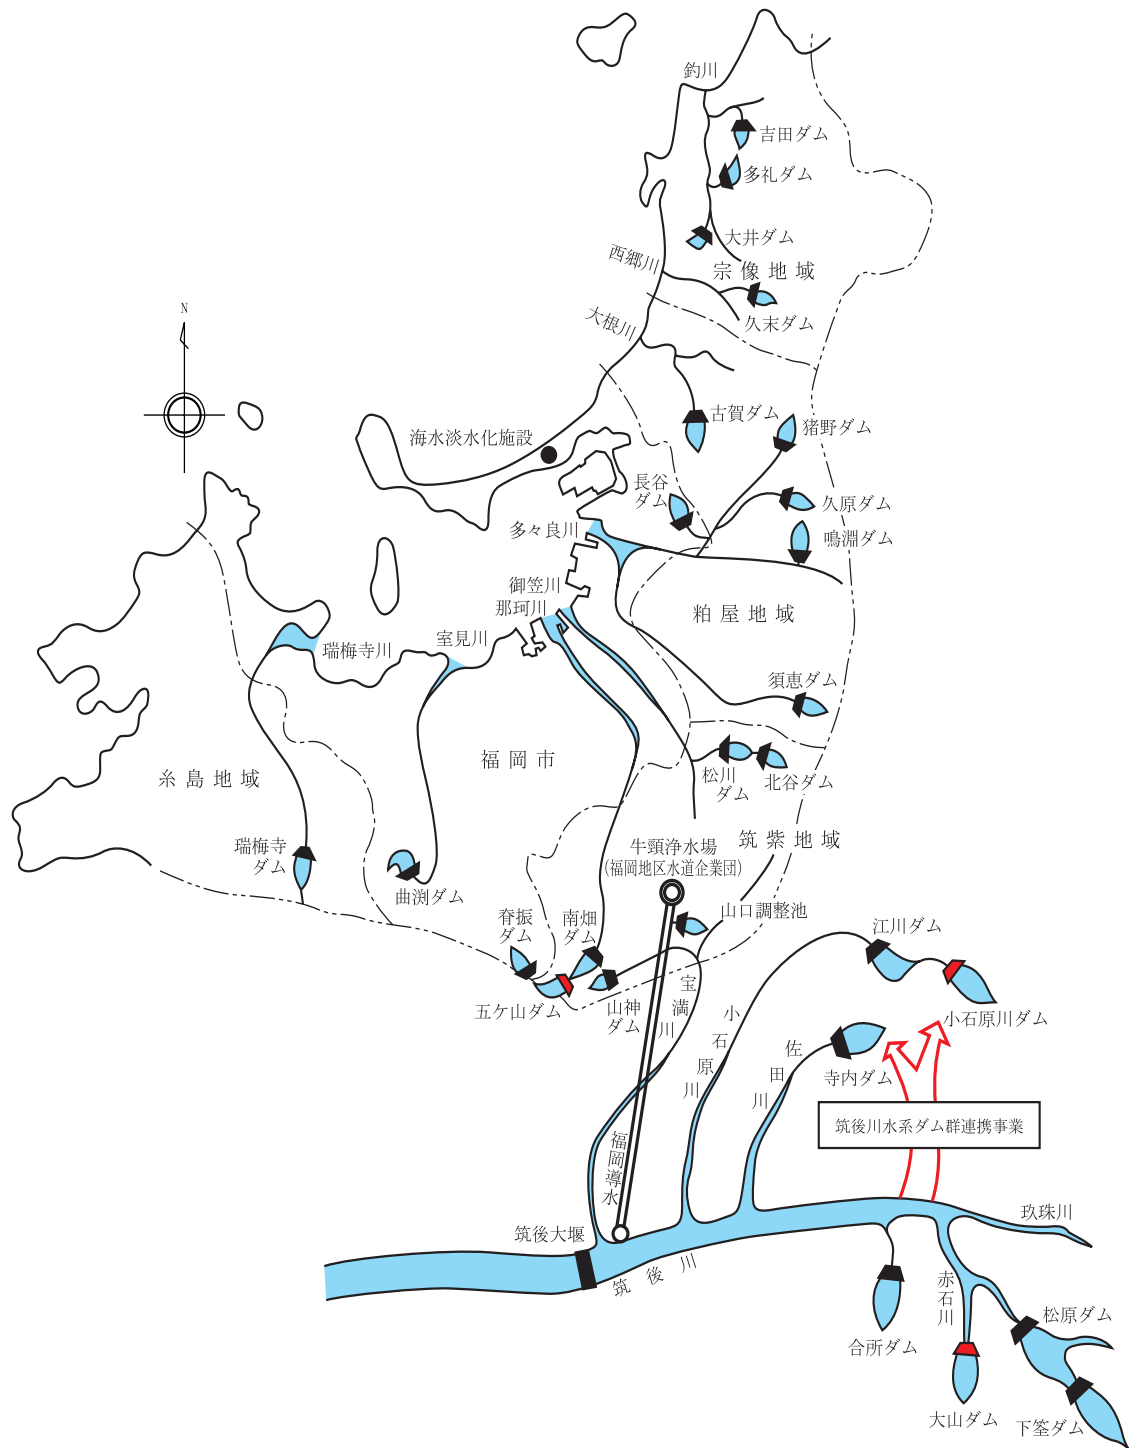 釣川
吉田ダム
多礼ダム
大井ダム
西郷川
宗像地域
久末ダム
N
大根川
古賀ダム
猪野ダム
海水淡水化施設
長谷
ダム
久原ダム
多々良川
鳴淵ダム
御笠川
那珂川
粕屋地域
室見川
瑞梅寺川
須恵ダム
福岡市
糸島地域
松川
ダム
北谷ダム
筑紫地域
瑞梅寺
ダム
牛頸浄水場
(福岡地区水道企業団)
曲渕ダム
脊振
ダム
南畑
ダム
山口調整池
江川ダム
五ケ山ダム
山神
ダム
宝満川
小石原川
小石原川ダム
佐田川
寺内ダム
筑後川水系ダム群連携事業
福岡導水
玖珠川
筑後大堰
筑後川
赤石川
松原ダム
合所ダム
大山ダム
下筌ダム